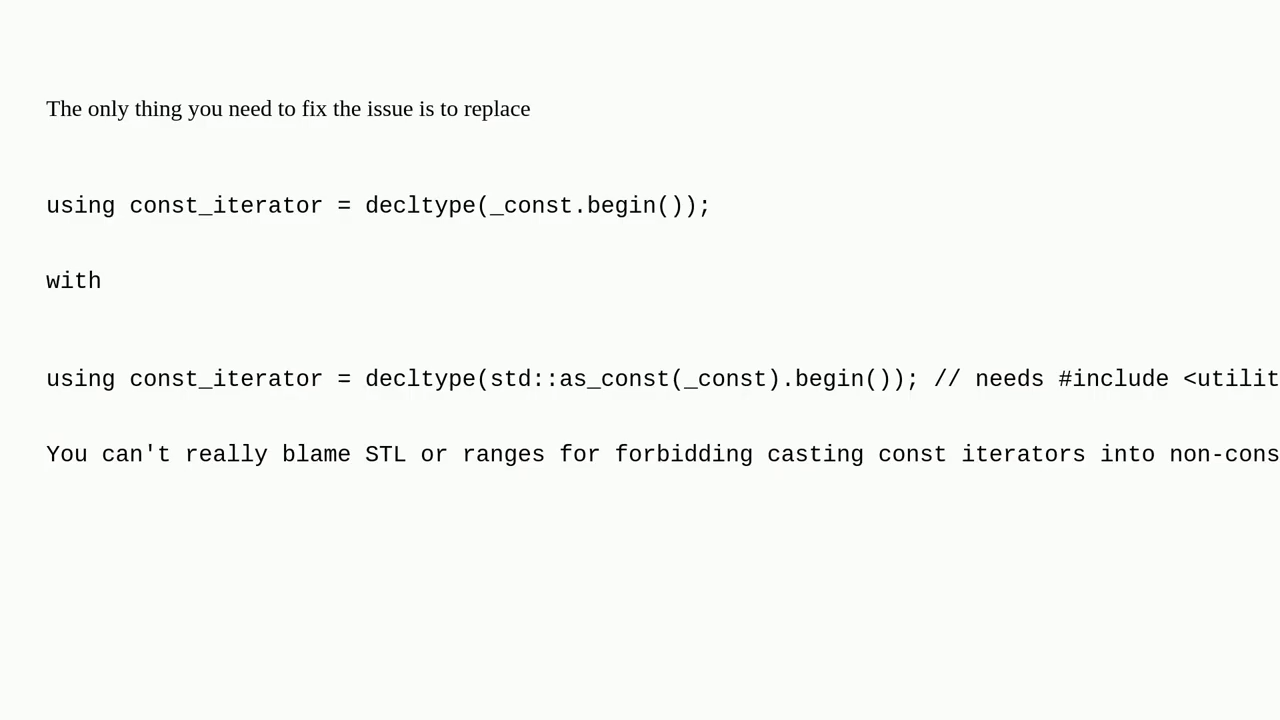 The only thing you need to fix the issue is to replace
using const_iterator = decltype(_const.begin());
with
using const_iterator = decltype(std::as_const(_const).begin()); // needs #include <utilit
You can't really blame STL or ranges for forbidding casting const iterators into non-cons